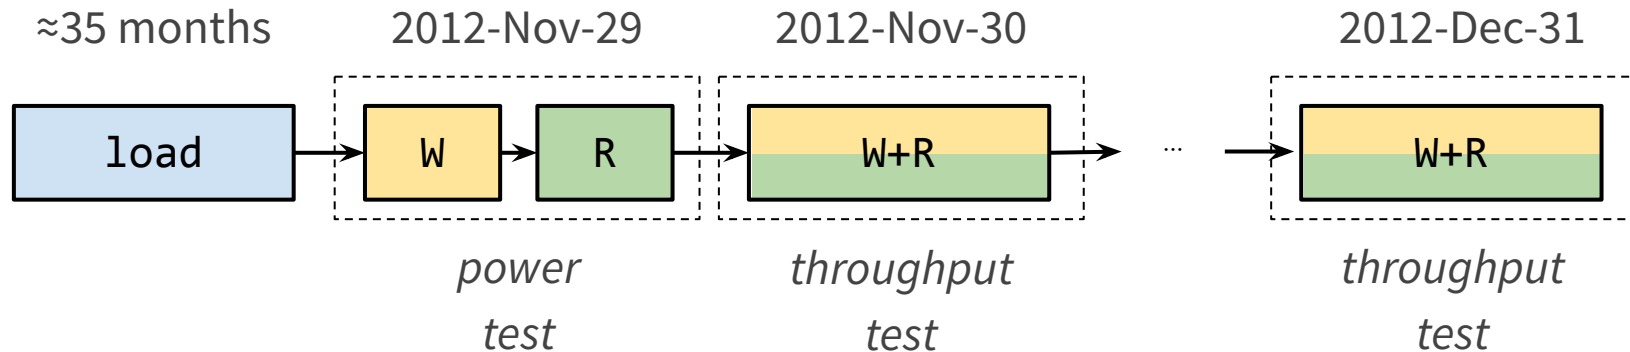 ≈35 months 2012-Nov-29 2012-Nov-30 2012-Dec-31
load W R W+R ... W+R
power throughput throughput
test test test